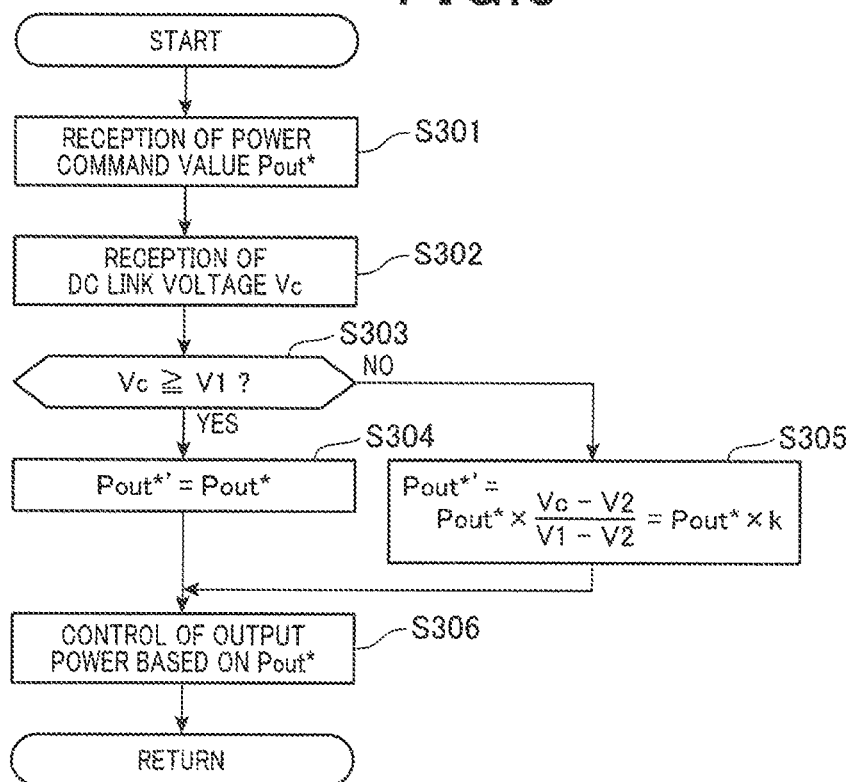 START
RECEPTION OF POWER
COMMAND VALUE Pout*
S301
RECEPTION OF
DC LINK VOLTAGE Vc
S302
S303
Vc ≧ V1 ?
NO
YES
S304
Pout*' = Pout*
S305
Pout*' =
Pout* × (Vc − V2)/(V1 − V2) = Pout* × k
CONTROL OF OUTPUT
POWER BASED ON Pout*
S306
RETURN